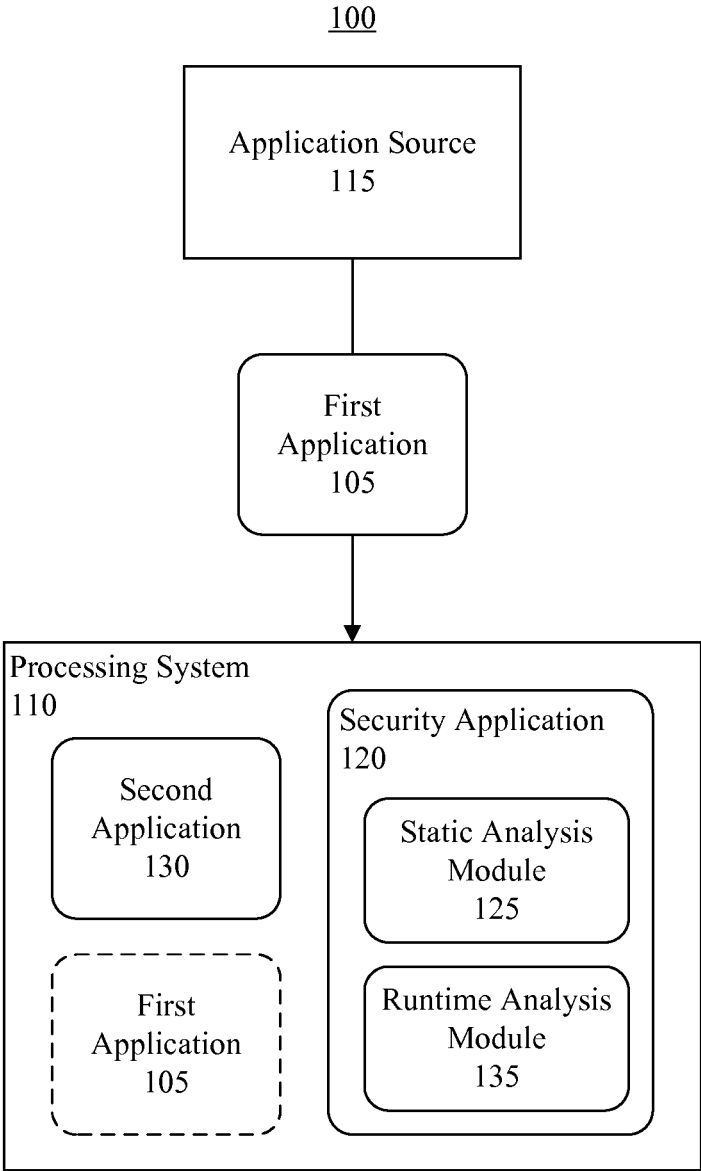 100
Application Source
115
First
Application
105
Processing System
110
Second
Application
130
First
Application
105
Security Application
120
Static Analysis
Module
125
Runtime Analysis
Module
135